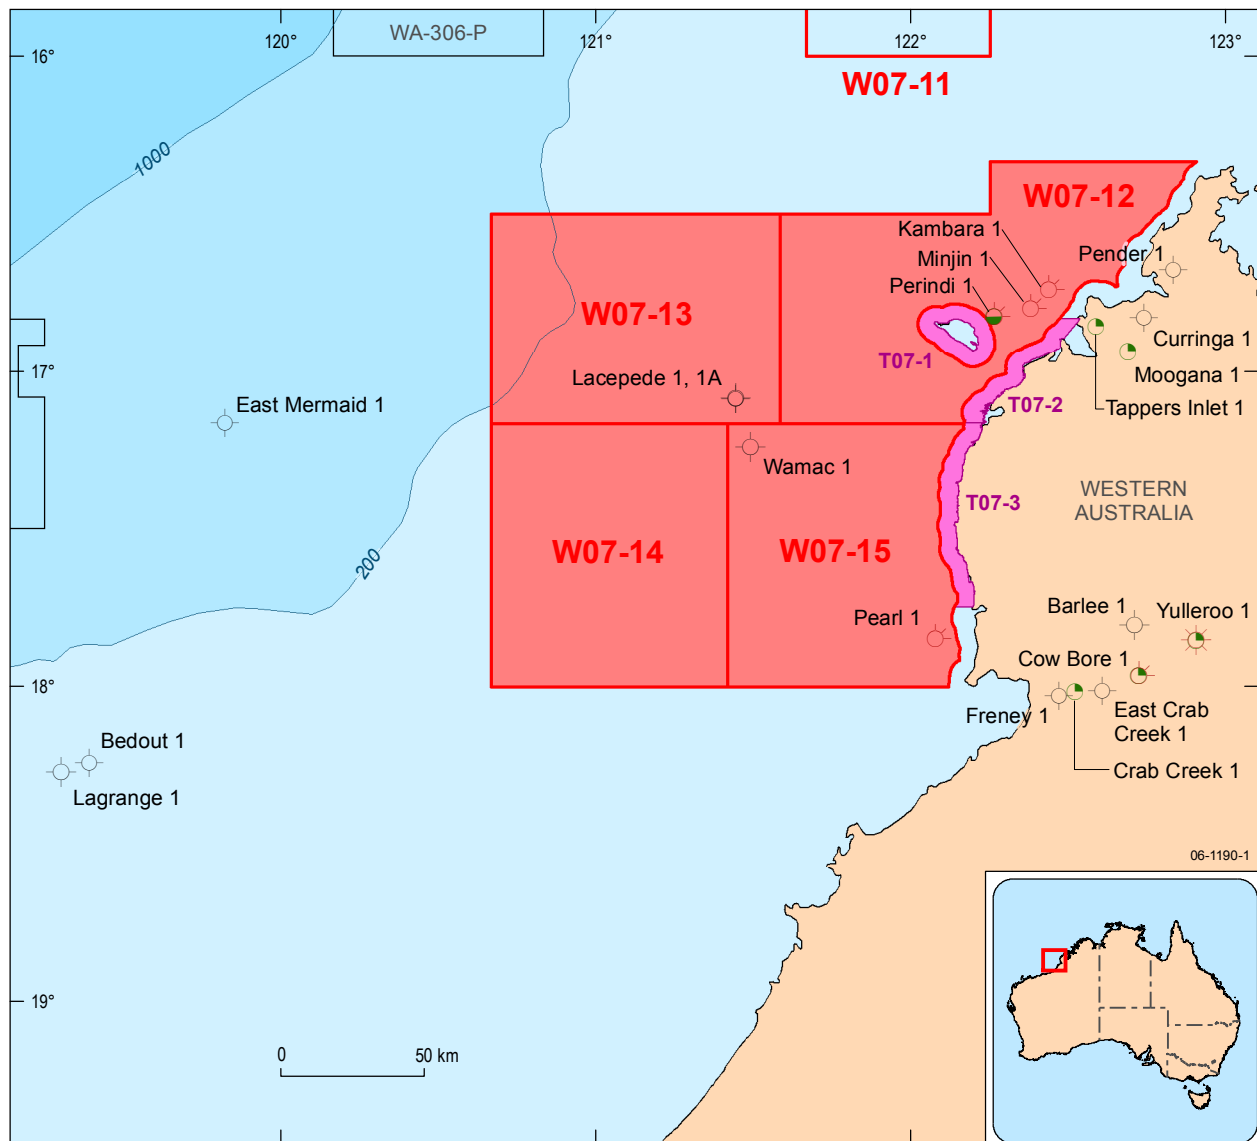 120°
121°
122°
123°
WA-306-P
16°
W07-11
1000
W07-12
Kambara 1
Minjin 1
Pender 1
Perindi 1
W07-13
T07-1
Curringa 1
17°
Lacepede 1, 1A
Moogana 1
East Mermaid 1
T07-2
Tappers Inlet 1
Wamac 1
WESTERN
AUSTRALIA
T07-3
200
W07-14
W07-15
Pearl 1
Barlee 1
Yulleroo 1
Cow Bore 1
18°
Freney 1
East Crab
Creek 1
Bedout 1
Crab Creek 1
Lagrange 1
06-1190-1
19°
0
50 km